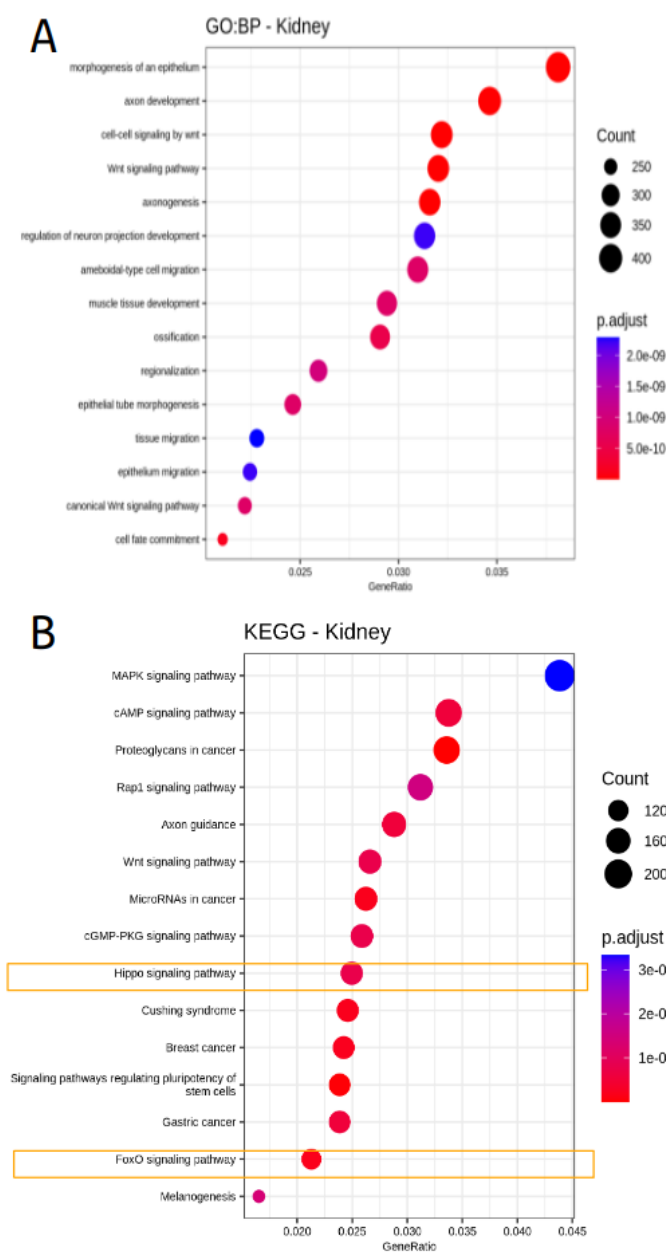 A
GO:BP - Kidney
morphogenesis of an epithelium
axon development
cell-cell signaling by wnt
Wnt signaling pathway
axonogenesis
regulation of neuron projection development
ameboidal-type cell migration
muscle tissue development
ossification
regionalization
epithelial tube morphogenesis
tissue migration
epithelium migration
canonical Wnt signaling pathway
cell fate commitment
0.025
0.030
0.035
GeneRatio
Count
250
300
350
400
p.adjust
2.0e-09
1.5e-09
1.0e-09
5.0e-10
B
KEGG - Kidney
MAPK signaling pathway
cAMP signaling pathway
Proteoglycans in cancer
Rap1 signaling pathway
Axon guidance
Wnt signaling pathway
MicroRNAs in cancer
cGMP-PKG signaling pathway
Hippo signaling pathway
Cushing syndrome
Breast cancer
Signaling pathways regulating pluripotency of
stem cells
Gastric cancer
FoxO signaling pathway
Melanogenesis
0.020
0.025
0.030
0.035
0.040
0.045
GeneRatio
Count
120
160
200
p.adjust
3e-0
2e-0
1e-0